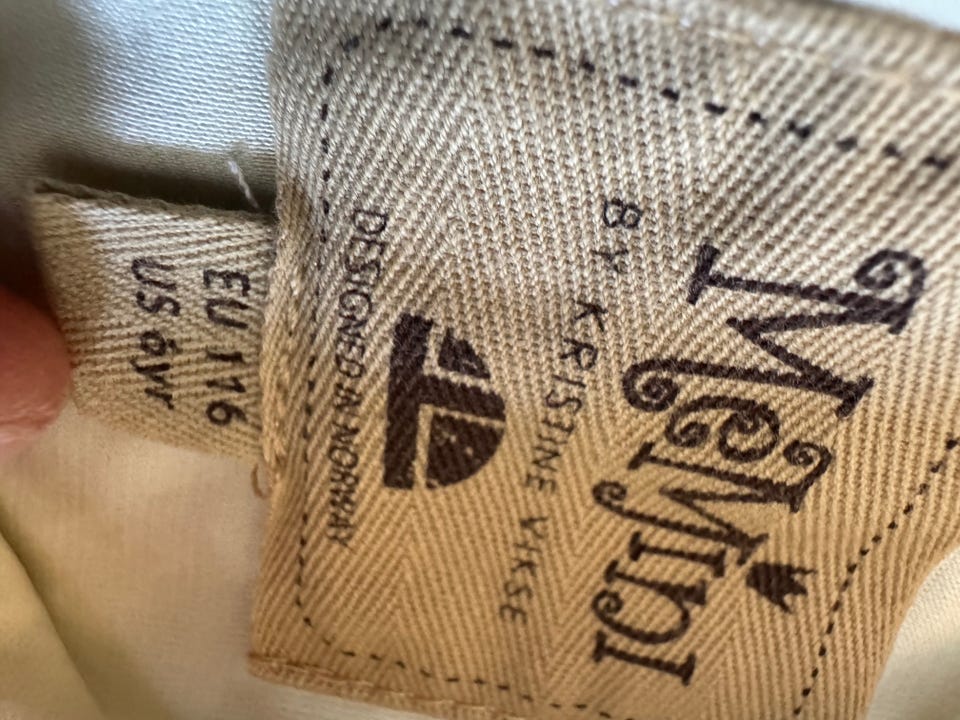 MeMini
BY KRISTINE VIKSE
DESIGNED IN NORWAY
EU 116
US 6yr